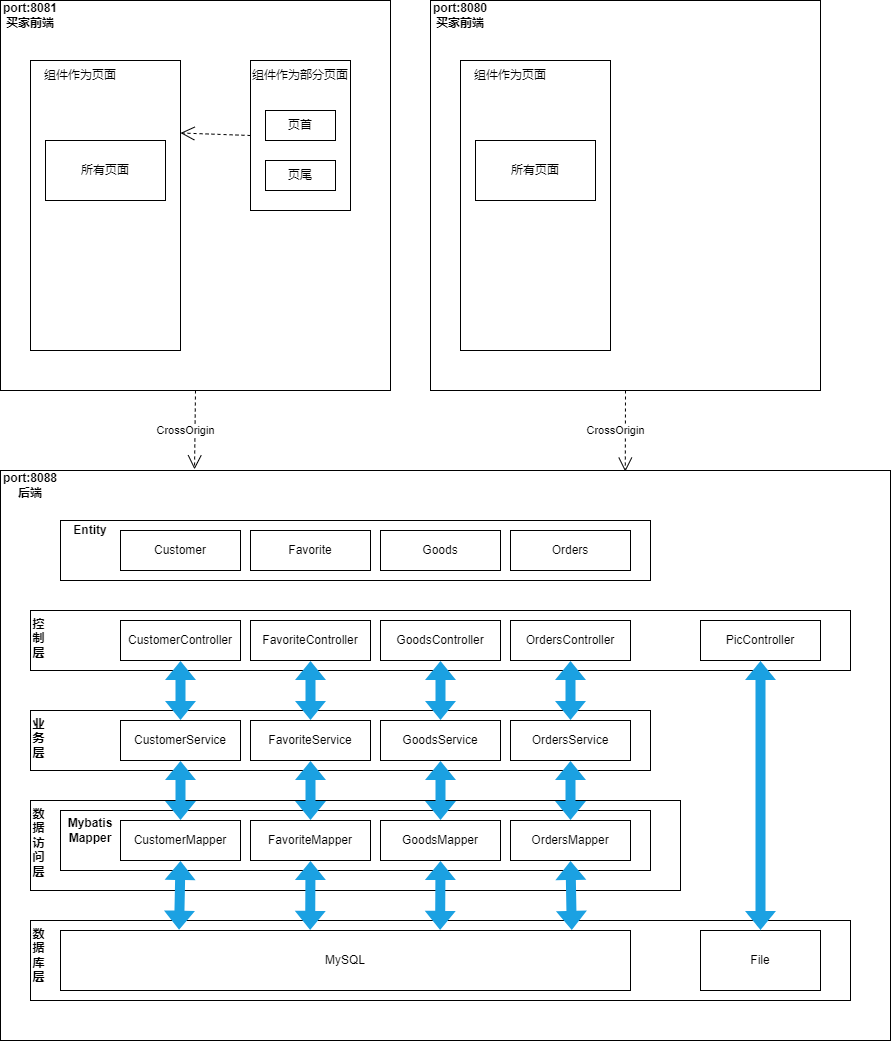 port:8081
买家前端
组件作为页面
所有页面
组件作为部分页面
页首
页尾
port:8080
买家前端
组件作为页面
所有页面
CrossOrigin
CrossOrigin
port:8088
后端
Entity
Customer
Favorite
Goods
Orders
控
制
层
CustomerController
FavoriteController
GoodsController
OrdersController
PicController
业
务
层
CustomerService
FavoriteService
GoodsService
OrdersService
数
据
访
问
层
Mybatis
Mapper
CustomerMapper
FavoriteMapper
GoodsMapper
OrdersMapper
数
据
库
层
MySQL
File